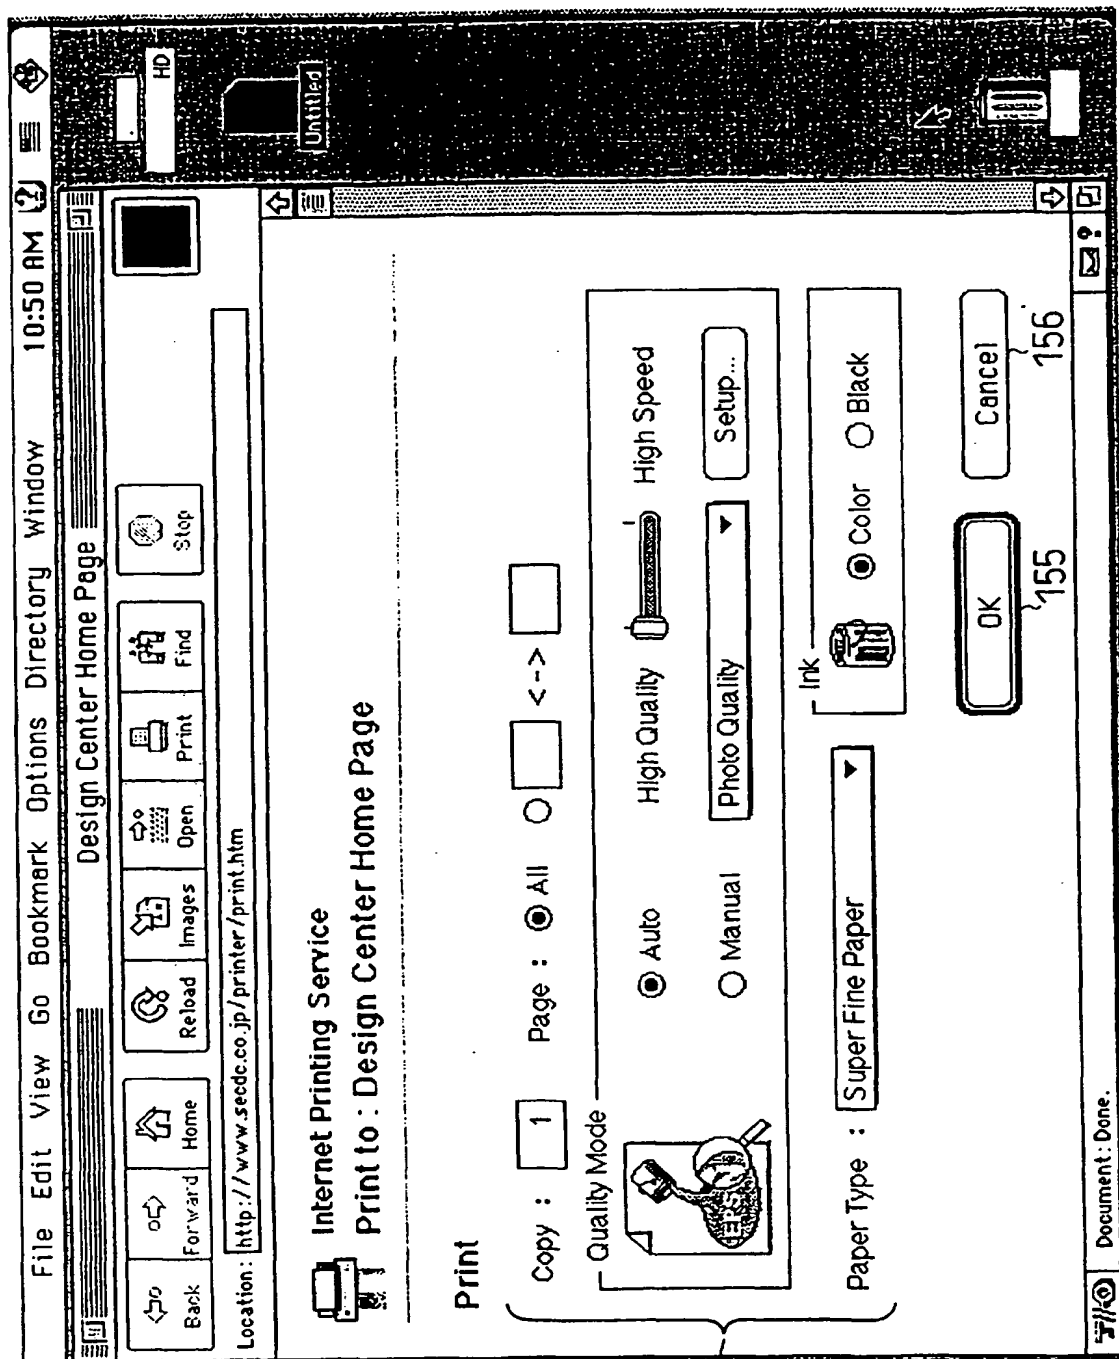 File Edit View Go Bookmark Options Directory Window 10:50 AM
Design Center Home Page
HD
Untitled
Back Forward Home Reload Images Open Print Find Stop
Location: http://www.secdc.co.jp/printer/print.htm
Internet Printing Service
Print to : Design Center Home Page
Print
Copy : 1 Page : All <-->
Quality Mode
Auto High Quality High Speed
Manual Photo Quality Setup...
Paper Type : Super Fine Paper
Ink
Color Black
OK Cancel
155 156
Document: Done.
?